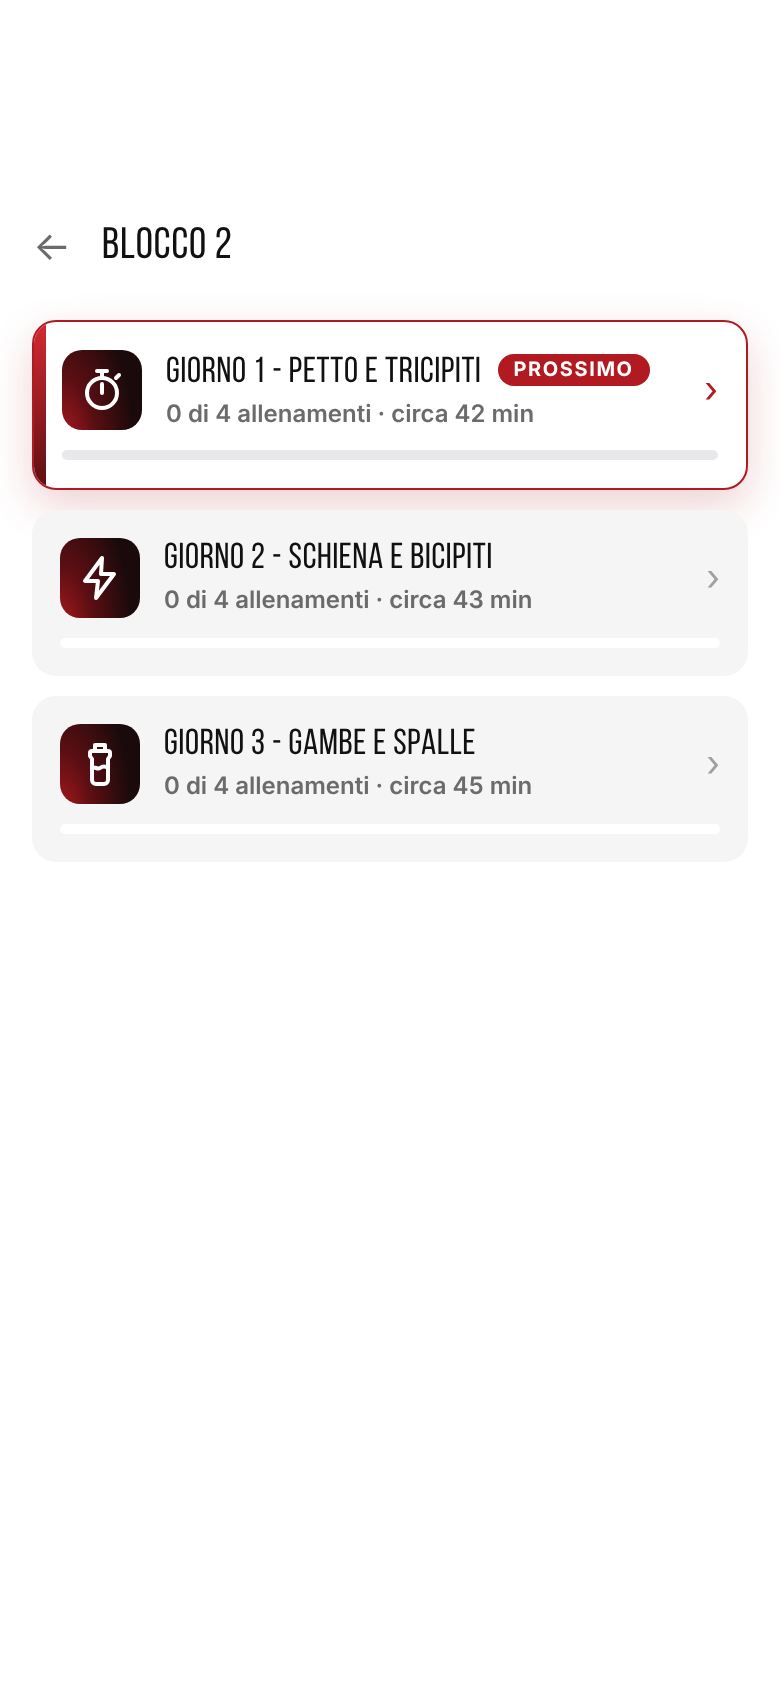 BLOCCO 2
GIORNO 1 - PETTO E TRICIPITI PROSSIMO
0 di 4 allenamenti · circa 42 min
GIORNO 2 - SCHIENA E BICIPITI
0 di 4 allenamenti · circa 43 min
GIORNO 3 - GAMBE E SPALLE
0 di 4 allenamenti · circa 45 min